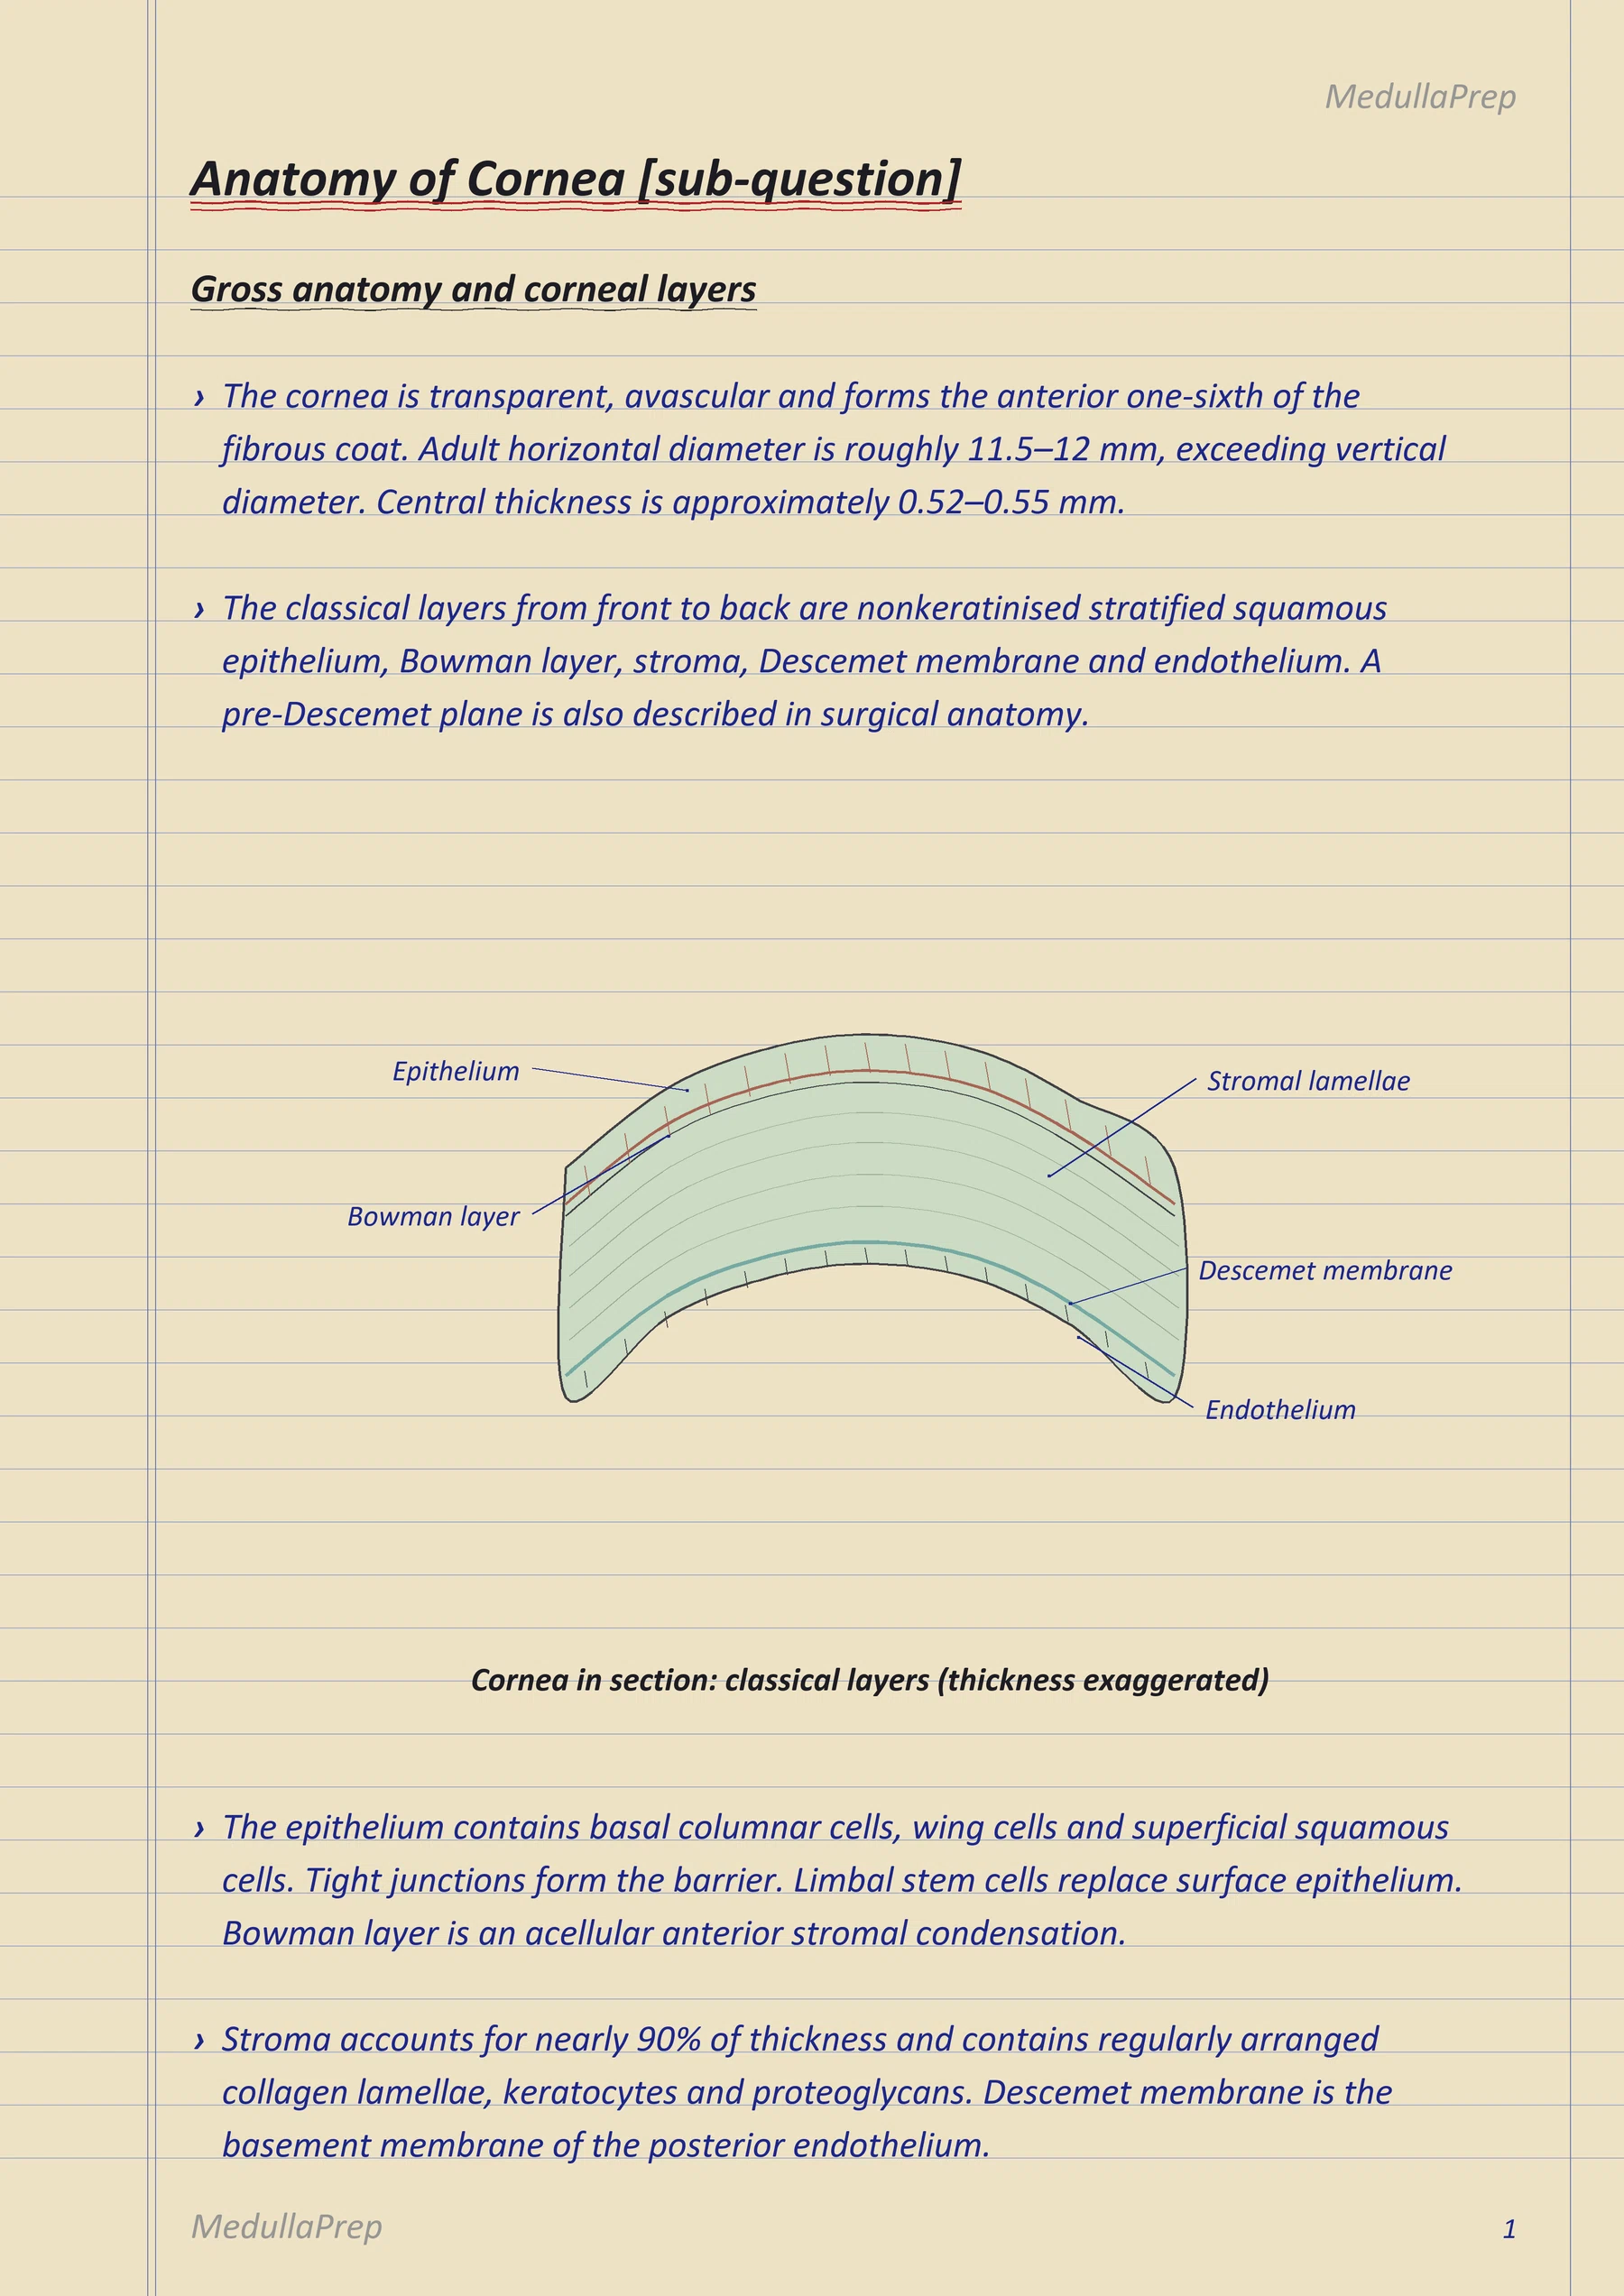 MedullaPrep
Anatomy of Cornea [sub-question]
Gross anatomy and corneal layers
› The cornea is transparent, avascular and forms the anterior one-sixth of the
fibrous coat. Adult horizontal diameter is roughly 11.5–12 mm, exceeding vertical
diameter. Central thickness is approximately 0.52–0.55 mm.
› The classical layers from front to back are nonkeratinised stratified squamous
epithelium, Bowman layer, stroma, Descemet membrane and endothelium. A
pre-Descemet plane is also described in surgical anatomy.
Epithelium
Stromal lamellae
Bowman layer
Descemet membrane
Endothelium
Cornea in section: classical layers (thickness exaggerated)
› The epithelium contains basal columnar cells, wing cells and superficial squamous
cells. Tight junctions form the barrier. Limbal stem cells replace surface epithelium.
Bowman layer is an acellular anterior stromal condensation.
› Stroma accounts for nearly 90% of thickness and contains regularly arranged
collagen lamellae, keratocytes and proteoglycans. Descemet membrane is the
basement membrane of the posterior endothelium.
MedullaPrep
1